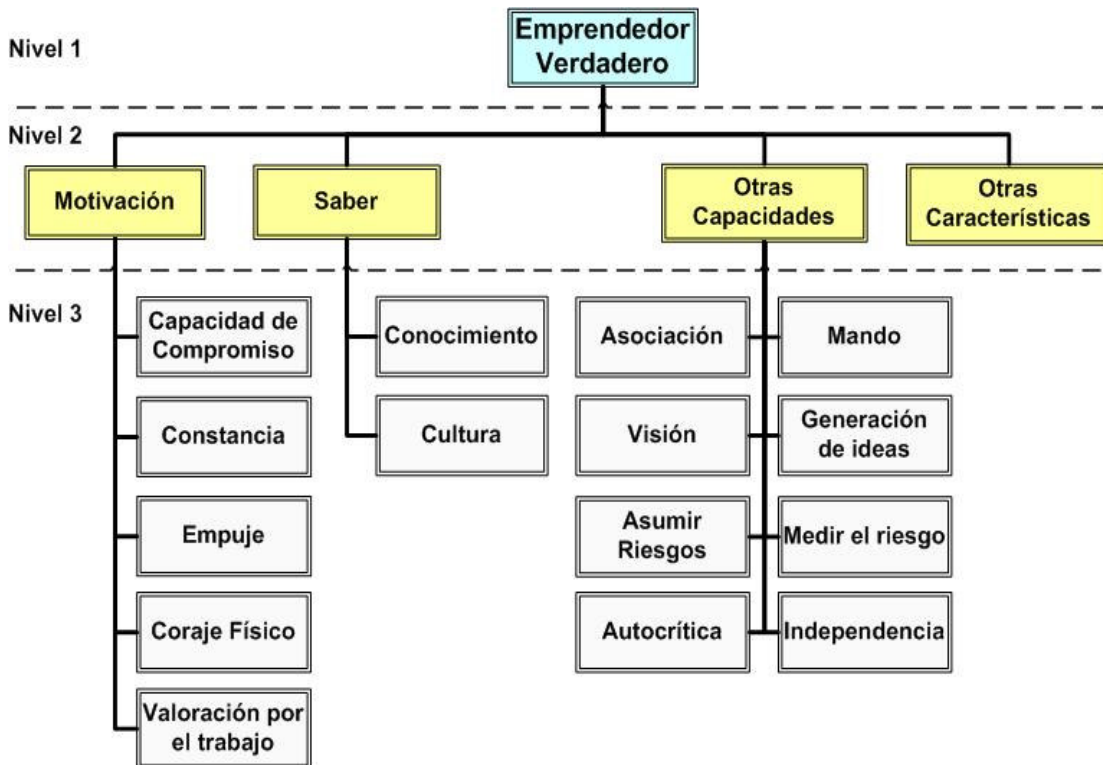 Nivel 1
Emprendedor
Verdadero
Nivel 2
Motivación
Saber
Otras
Capacidades
Otras
Características
Nivel 3
Capacidad de
Compromiso
Constancia
Empuje
Coraje Físico
Valoración por
el trabajo
Conocimiento
Cultura
Asociación
Mando
Visión
Generación
de ideas
Asumir
Riesgos
Medir el riesgo
Autocrítica
Independencia